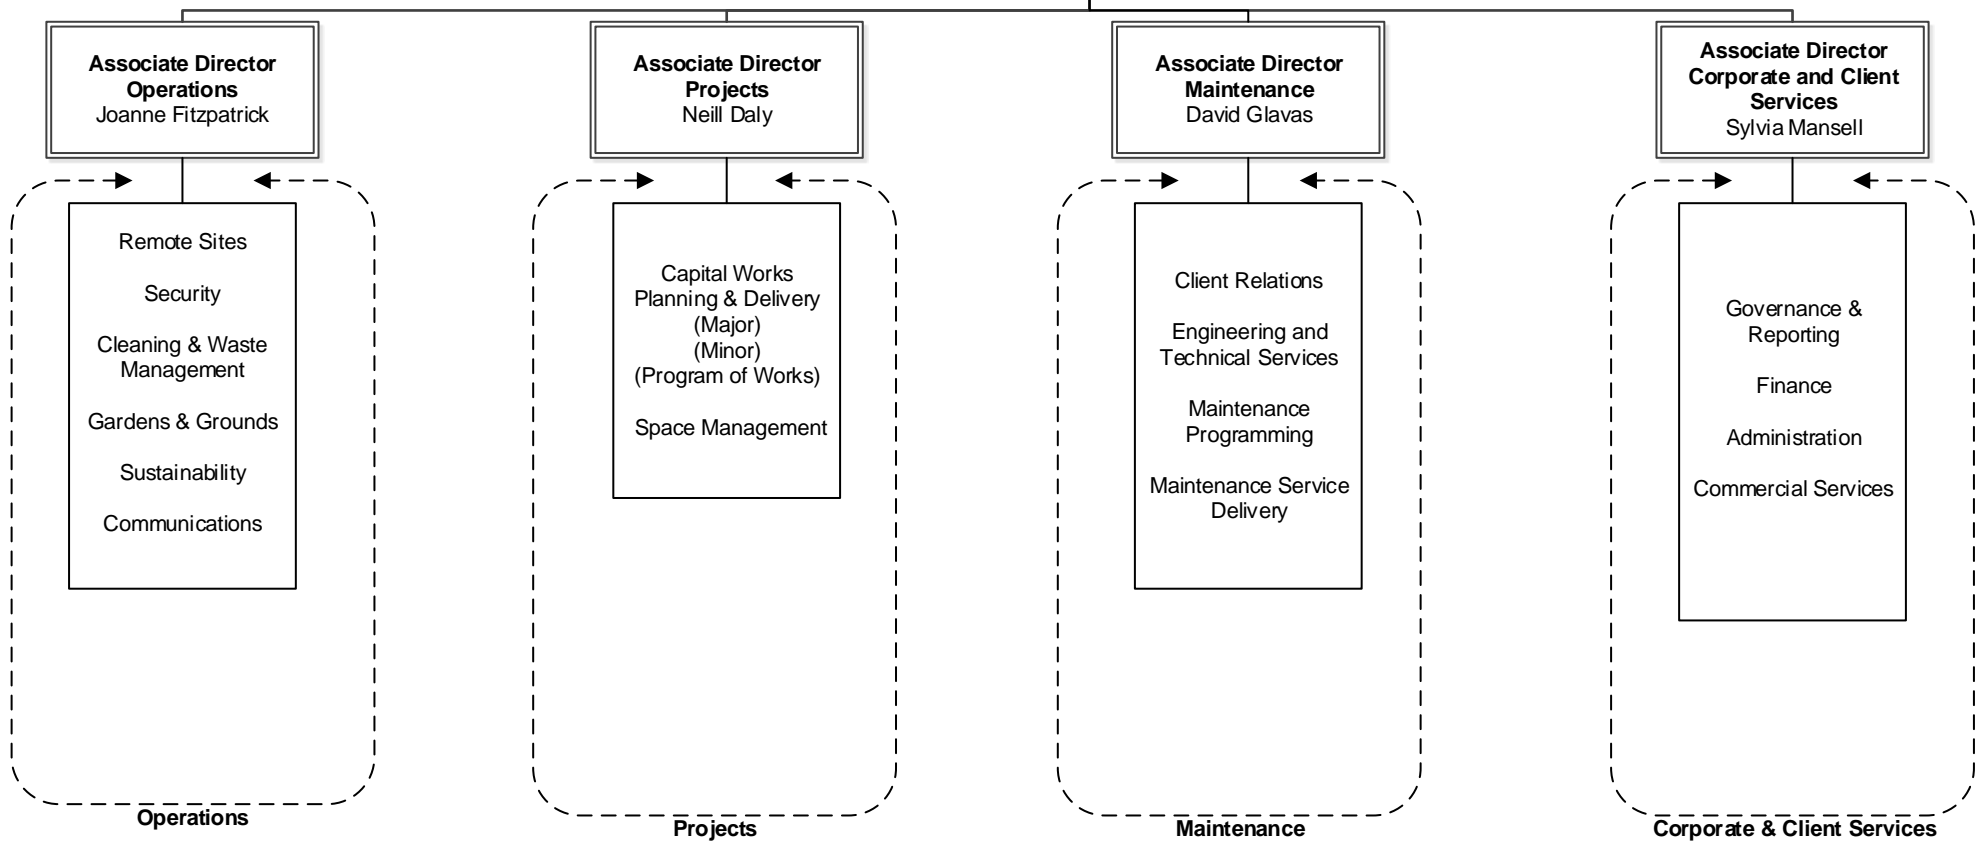 Associate Director
Operations
Joanne Fitzpatrick
Remote Sites
Security
Cleaning & Waste
Management
Gardens & Grounds
Sustainability
Communications
Operations
Associate Director
Projects
Neill Daly
Capital Works
Planning & Delivery
(Major)
(Minor)
(Program of Works)
Space Management
Projects
Associate Director
Maintenance
David Glavas
Client Relations
Engineering and
Technical Services
Maintenance
Programming
Maintenance Service
Delivery
Maintenance
Associate Director
Corporate and Client
Services
Sylvia Mansell
Governance &
Reporting
Finance
Administration
Commercial Services
Corporate & Client Services